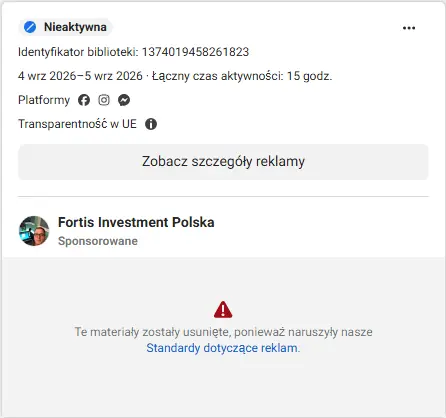 Nieaktywna
Identyfikator biblioteki: 1374019458261823
4 wrz 2026–5 wrz 2026 · Łączny czas aktywności: 15 godz.
Platformy
Transparentność w UE
Zobacz szczegóły reklamy
Fortis Investment Polska
Sponsorowane
Te materiały zostały usunięte, ponieważ naruszyły nasze
Standardy dotyczące reklam.